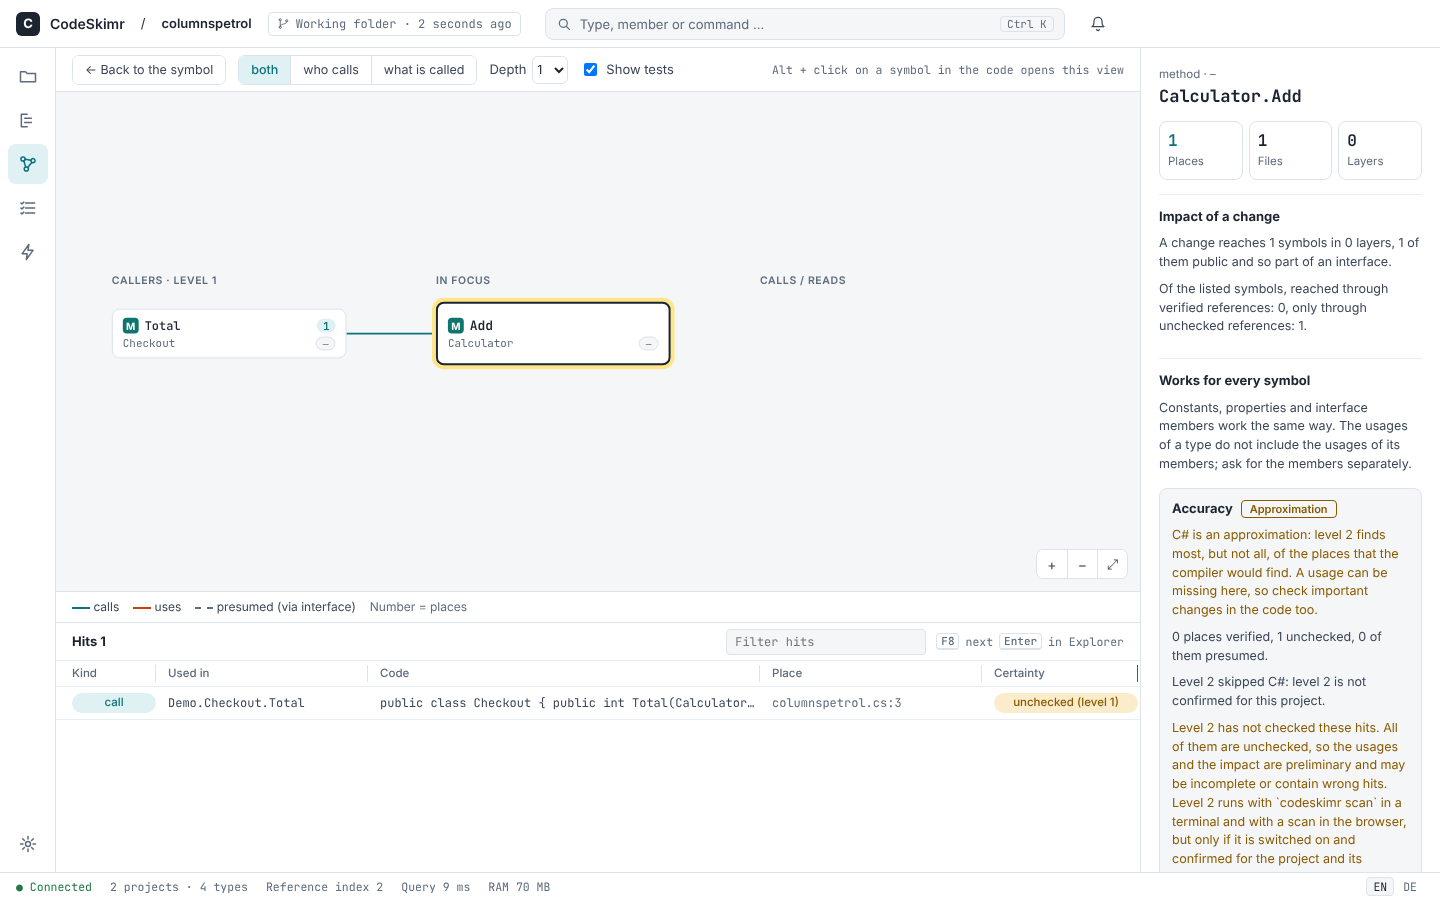 C CodeSkimr / columnspetrol Working folder · 2 seconds ago Type, member or command ... Ctrl K
← Back to the symbol both who calls what is called Depth 1 Show tests Alt + click on a symbol in the code opens this view
CALLERS · LEVEL 1 IN FOCUS CALLS / READS
M Total 1
Checkout –
M Add
Calculator –
+ −
calls uses presumed (via interface) Number = places
Hits 1 Filter hits F8 next Enter in Explorer
Kind Used in Code Place Certainty
call Demo.Checkout.Total public class Checkout { public int Total(Calculator… columnspetrol.cs:3 unchecked (level 1)
method · –
Calculator.Add
1 1 0
Places Files Layers
Impact of a change
A change reaches 1 symbols in 0 layers, 1 of
them public and so part of an interface.
Of the listed symbols, reached through
verified references: 0, only through
unchecked references: 1.
Works for every symbol
Constants, properties and interface
members work the same way. The usages
of a type do not include the usages of its
members; ask for the members separately.
Accuracy Approximation
C# is an approximation: level 2 finds
most, but not all, of the places that the
compiler would find. A usage can be
missing here, so check important
changes in the code too.
0 places verified, 1 unchecked, 0 of
them presumed.
Level 2 skipped C#: level 2 is not
confirmed for this project.
Level 2 has not checked these hits. All
of them are unchecked, so the usages
and the impact are preliminary and may
be incomplete or contain wrong hits.
Level 2 runs with `codeskimr scan` in a
terminal and with a scan in the browser,
but only if it is switched on and
confirmed for the project and its
● Connected 2 projects · 4 types Reference index 2 Query 9 ms RAM 70 MB EN DE